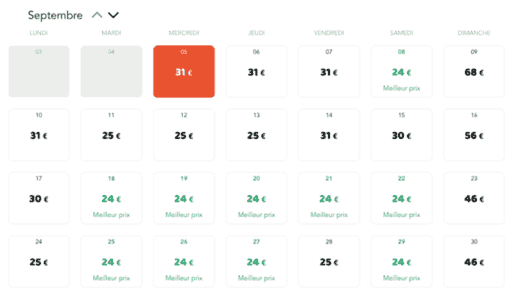 Septembre
LUNDI MARDI MERCREDI JEUDI VENDREDI SAMEDI DIMANCHE
03 04 05 06 07 08 09
31 € 31 € 31 € 24 € 68 €
Meilleur prix
10 11 12 13 14 15 16
31 € 25 € 25 € 25 € 31 € 30 € 56 €
17 18 19 20 21 22 23
30 € 24 € 24 € 24 € 24 € 24 € 46 €
Meilleur prix Meilleur prix Meilleur prix Meilleur prix Meilleur prix
24 25 26 27 28 29 30
25 € 24 € 24 € 24 € 25 € 24 € 46 €
Meilleur prix Meilleur prix Meilleur prix Meilleur prix